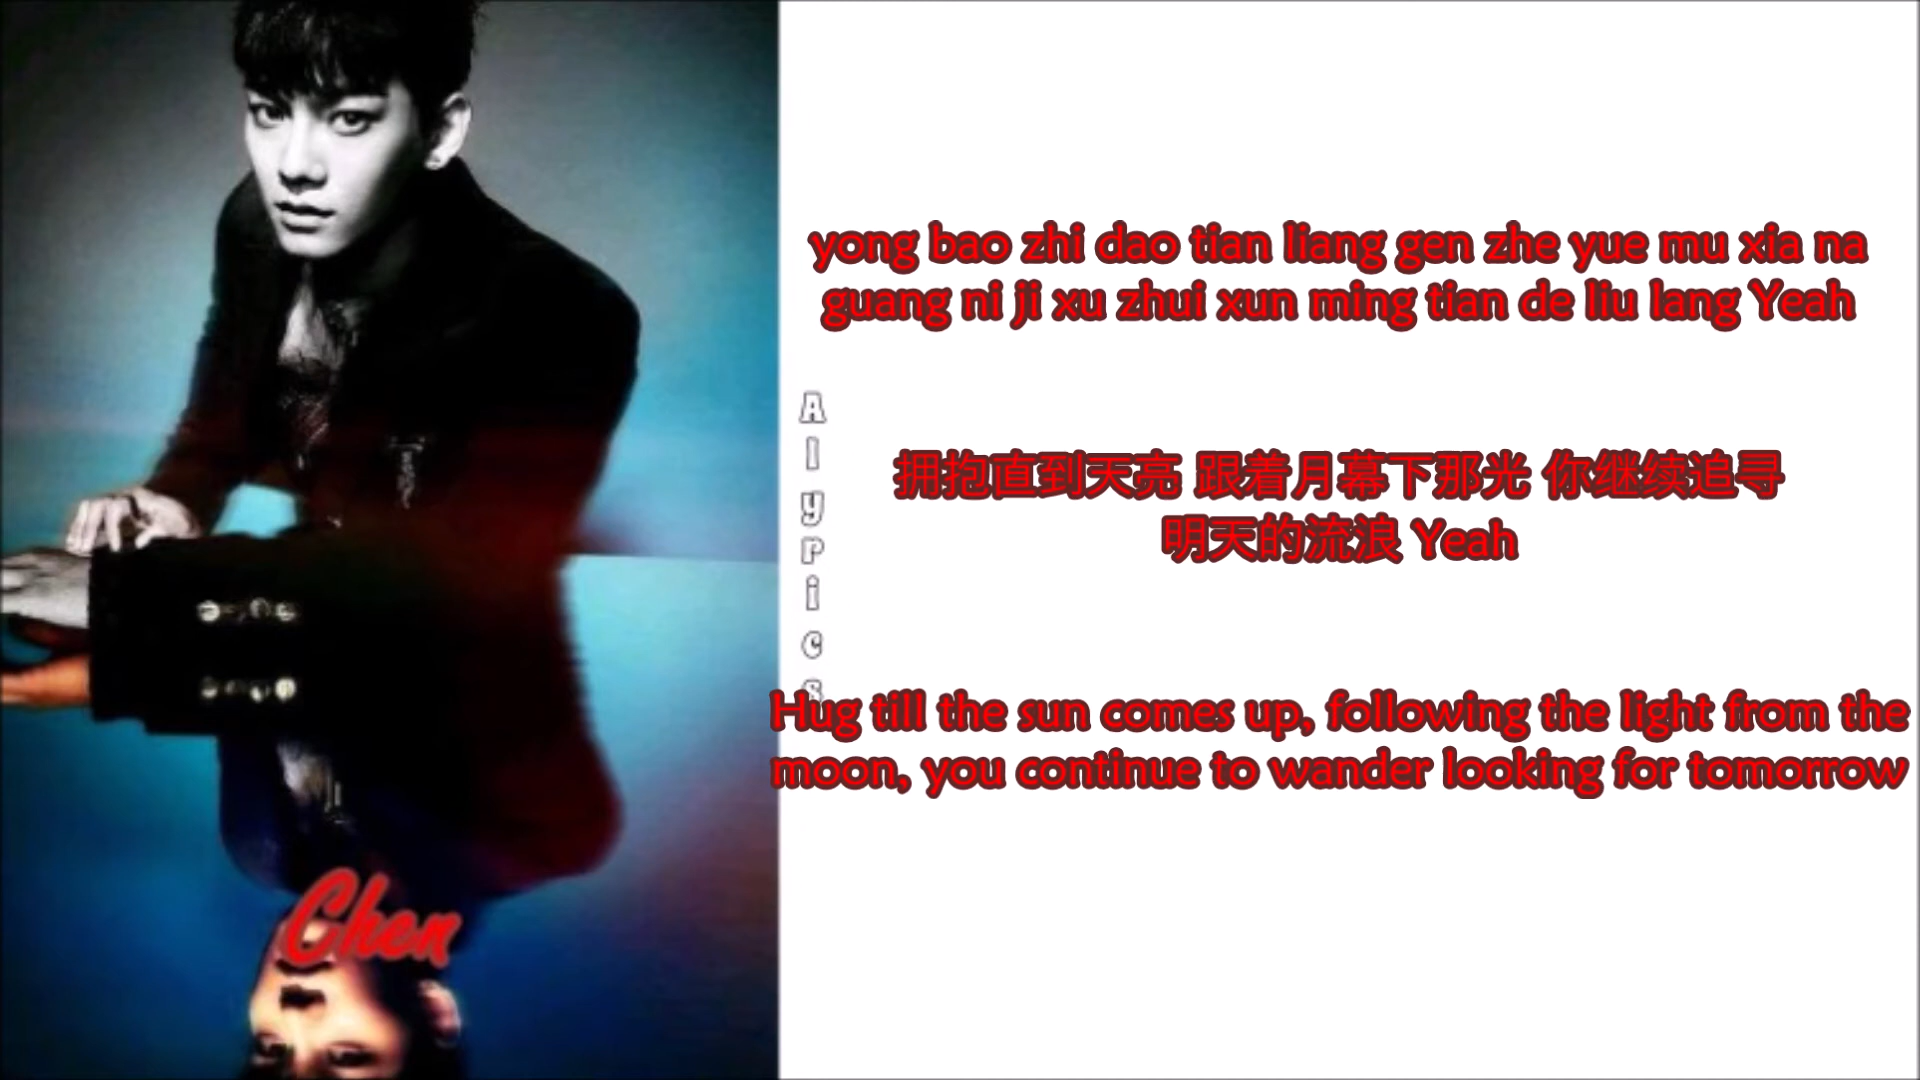 yong bao zhi dao tian liang gen zhe yue mu xia na
guang ni ji xu zhui xun ming tian de liu lang Yeah
拥抱直到天亮 跟着月幕下那光 你继续追寻
明天的流浪 Yeah
Alypics
Hug till the sun comes up, following the light from the
moon, you continue to wander looking for tomorrow
Chen